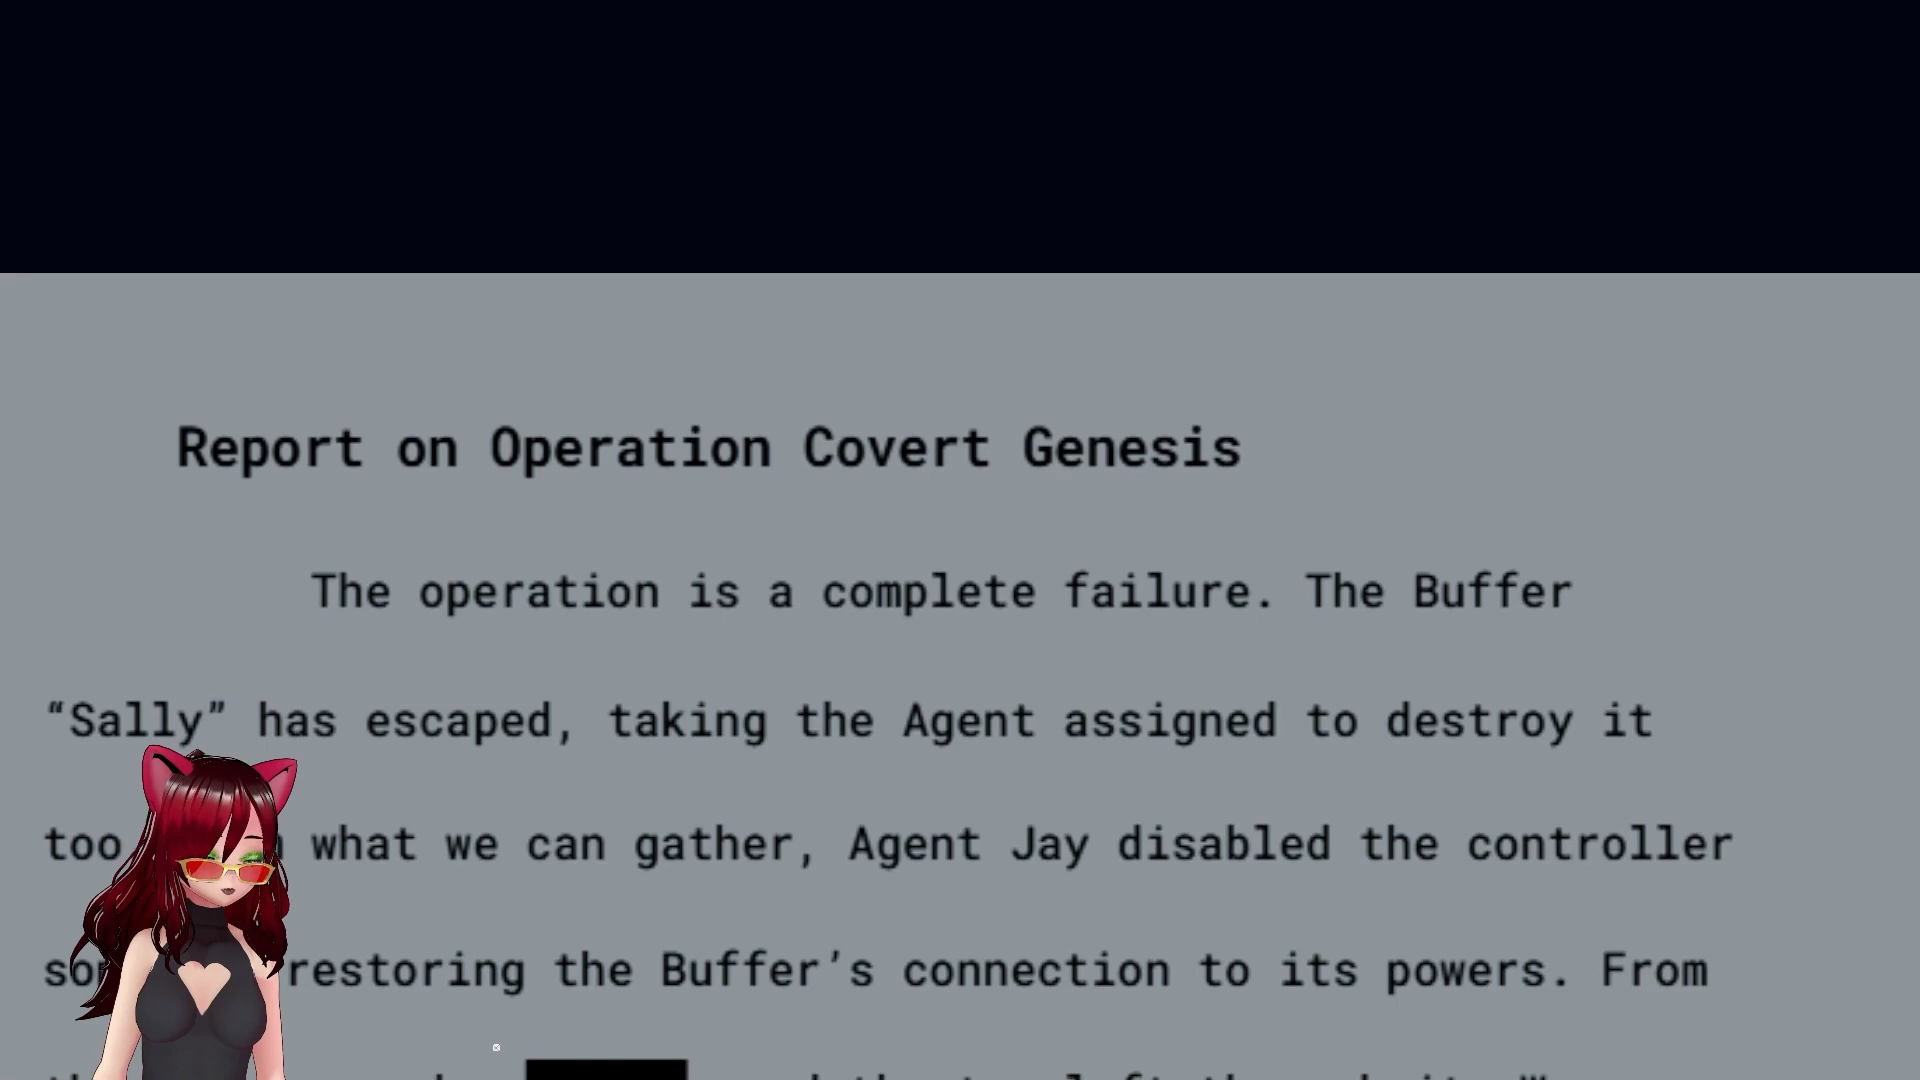 Report on Operation Covert Genesis
The operation is a complete failure. The Buffer
“Sally” has escaped, taking the Agent assigned to destroy it
too what we can gather, Agent Jay disabled the controller
restoring the Buffer’s connection to its powers. From